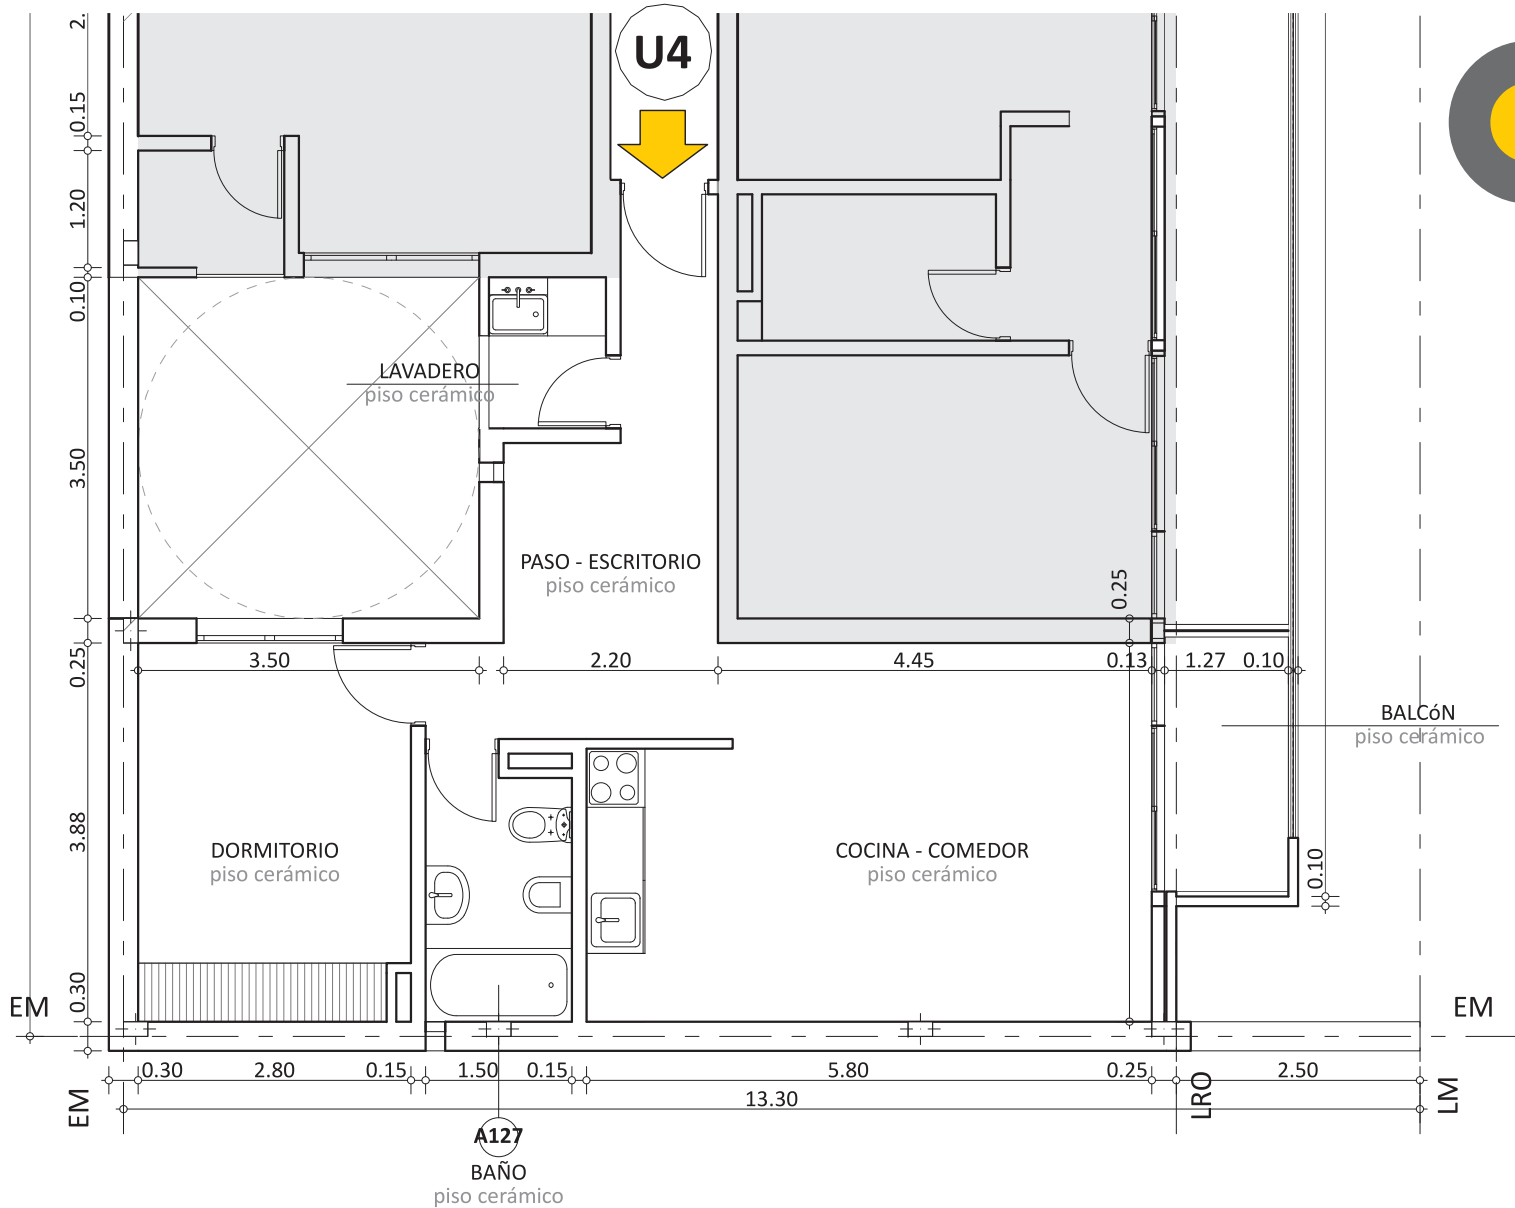 U4
2.
0.15
1.20
0.10
3.50
0.25
3.88
0.30
LAVADERO
piso cerámico
PASO - ESCRITORIO
piso cerámico
0.25
3.50
2.20
4.45
0.13
1.27
0.10
BALCóN
piso cerámico
DORMITORIO
piso cerámico
COCINA - COMEDOR
piso cerámico
0.10
EM
EM
0.30
2.80
0.15
1.50
0.15
5.80
0.25
2.50
EM
13.30
LRO
LM
A127
BAÑO
piso cerámico